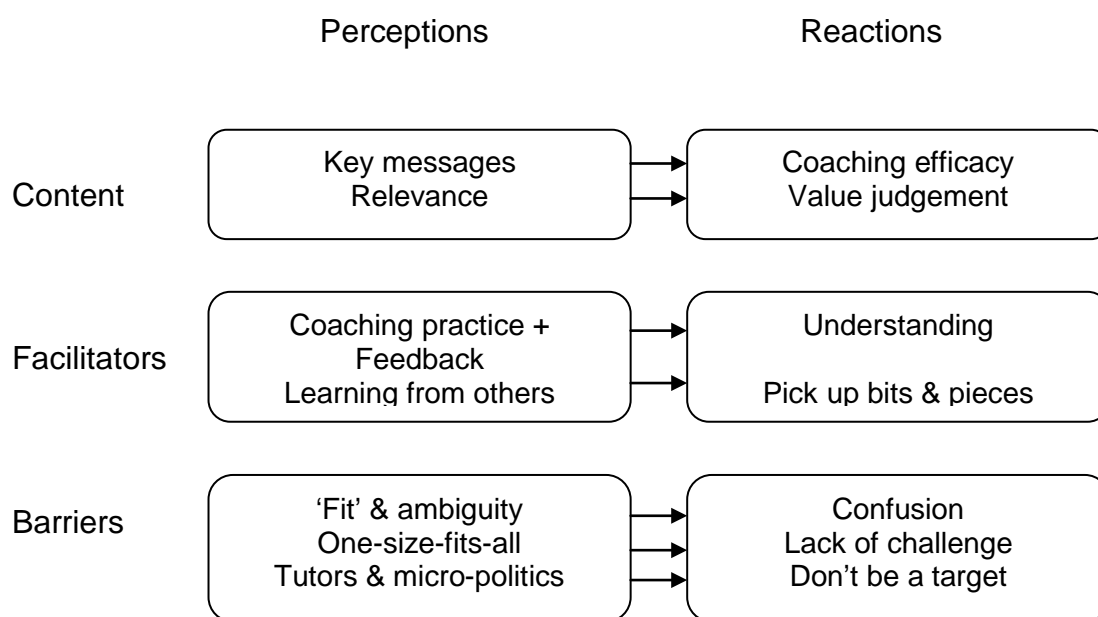 Perceptions
Reactions
Content
Key messages
Relevance
Coaching efficacy
Value judgement
Facilitators
Coaching practice +
Feedback
Learning from others
Understanding
Pick up bits & pieces
Barriers
‘Fit’ & ambiguity
One-size-fits-all
Tutors & micro-politics
Confusion
Lack of challenge
Don’t be a target